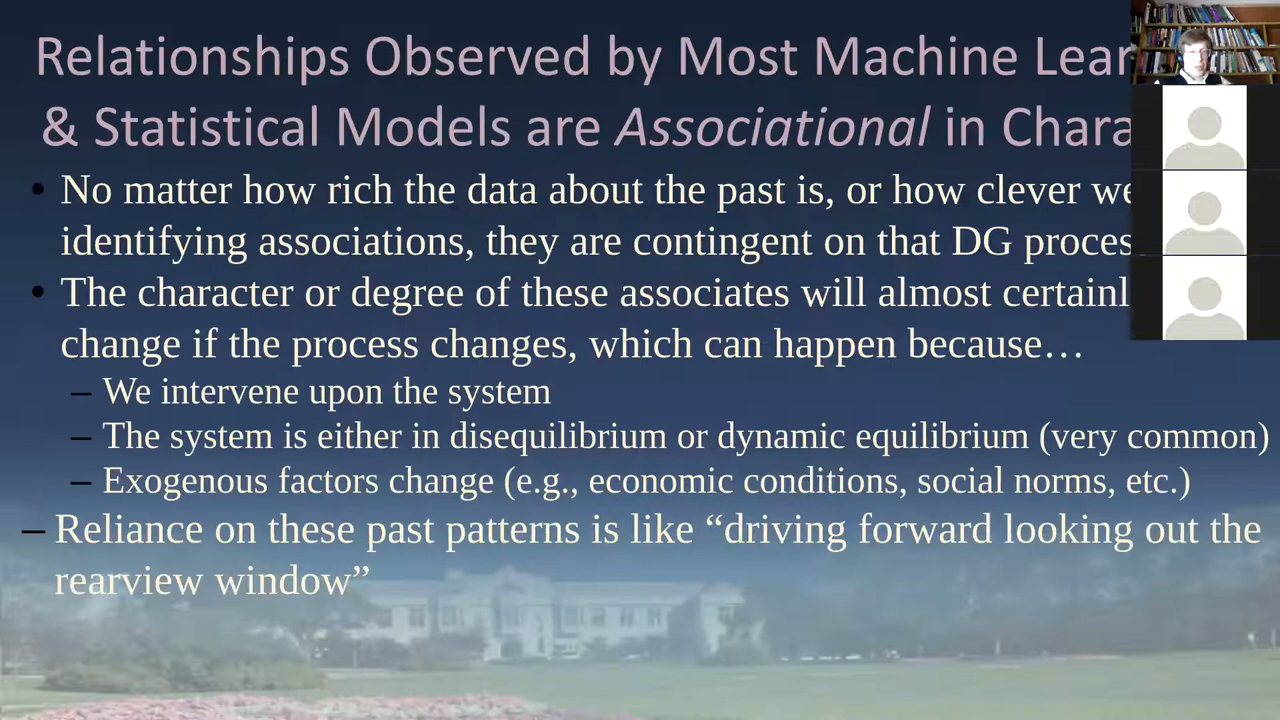 Relationships Observed by Most Machine
& Statistical Models are Associational in
• No matter how rich the data about the past is, or how clever we
identifying associations, they are contingent on that DG
• The character or degree of these associates will almost
change if the process changes, which can happen because…
– We intervene upon the system
– The system is either in disequilibrium or dynamic equilibrium (very common)
– Exogenous factors change (e.g., economic conditions, social norms, etc.)
– Reliance on these past patterns is like “driving forward looking out the
rearview window”